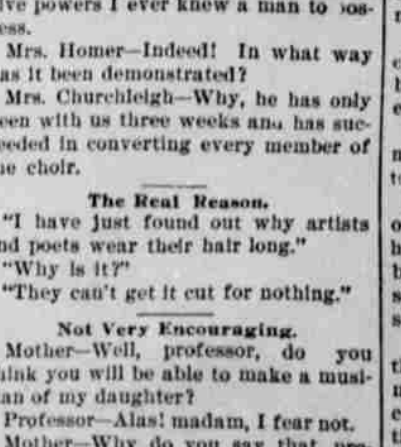 ive powers I ever knew a man to pos-
ess.
Mrs. Homer—Indeed! In what way
as it been demonstrated?
Mrs. Churchleigh—Why, he has only
een with us three weeks and has suc-
eeded in converting every member of
he choir.
The Real Reason.
"I have just found out why artists
nd poets wear their hair long."
"Why is it?"
"They can't get it cut for nothing."
Not Very Encouraging.
Mother—Well, professor, do you
hink you will be able to make a musi-
an of my daughter?
Professor—Alas! madam, I fear not.
Mother—Why do you say that, pro-